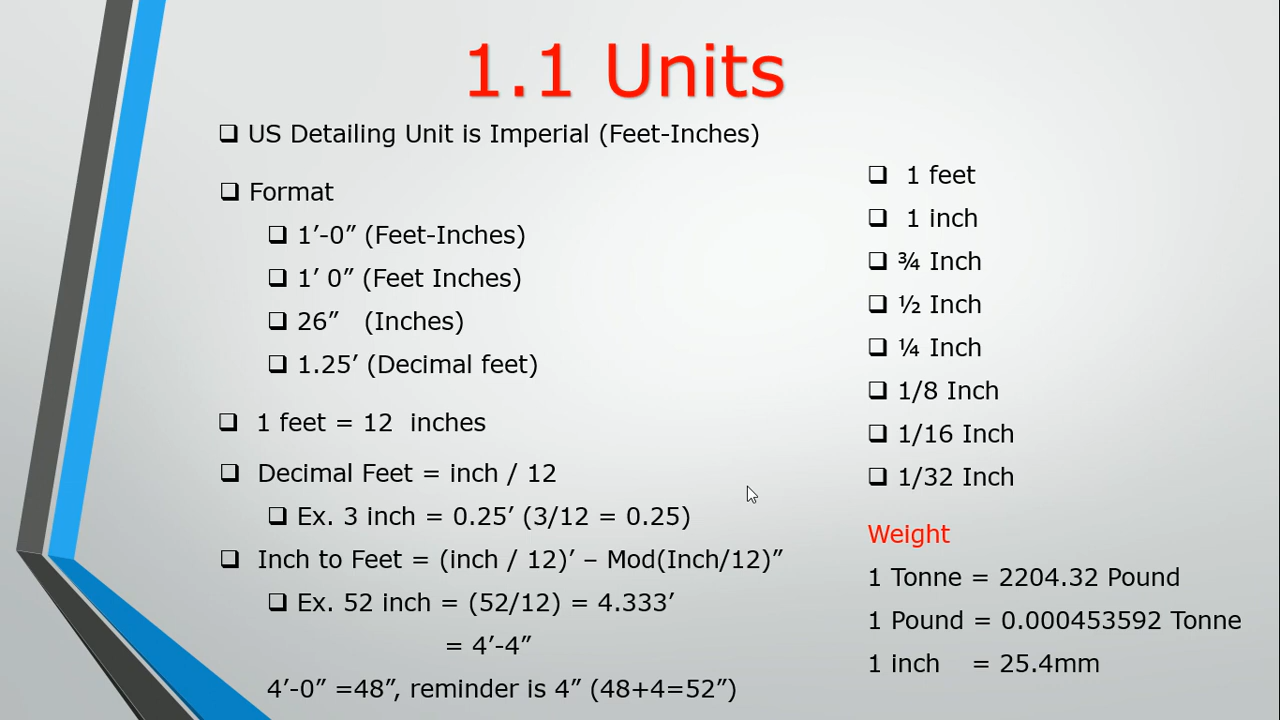 1.1 Units
❑ US Detailing Unit is Imperial (Feet-Inches)
❑ Format
❑ 1’-0” (Feet-Inches)
❑ 1’ 0” (Feet Inches)
❑ 26” (Inches)
❑ 1.25’ (Decimal feet)
❑ 1 feet = 12 inches
❑ Decimal Feet = inch / 12
❑ Ex. 3 inch = 0.25’ (3/12 = 0.25)
❑ Inch to Feet = (inch / 12)’ – Mod(Inch/12)”
❑ Ex. 52 inch = (52/12) = 4.333’
= 4’-4”
4’-0” =48”, reminder is 4” (48+4=52”)
❑ 1 feet
❑ 1 inch
❑ ¾ Inch
❑ ½ Inch
❑ ¼ Inch
❑ 1/8 Inch
❑ 1/16 Inch
❑ 1/32 Inch
Weight
1 Tonne = 2204.32 Pound
1 Pound = 0.000453592 Tonne
1 inch = 25.4mm